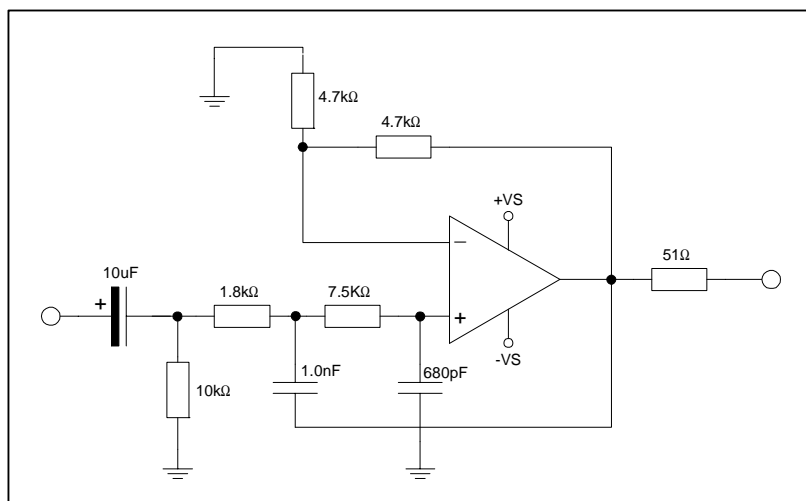 4.7kΩ
4.7kΩ
+VS
−
51Ω
10uF
+
1.8kΩ
7.5KΩ
+
-VS
1.0nF
680pF
10kΩ